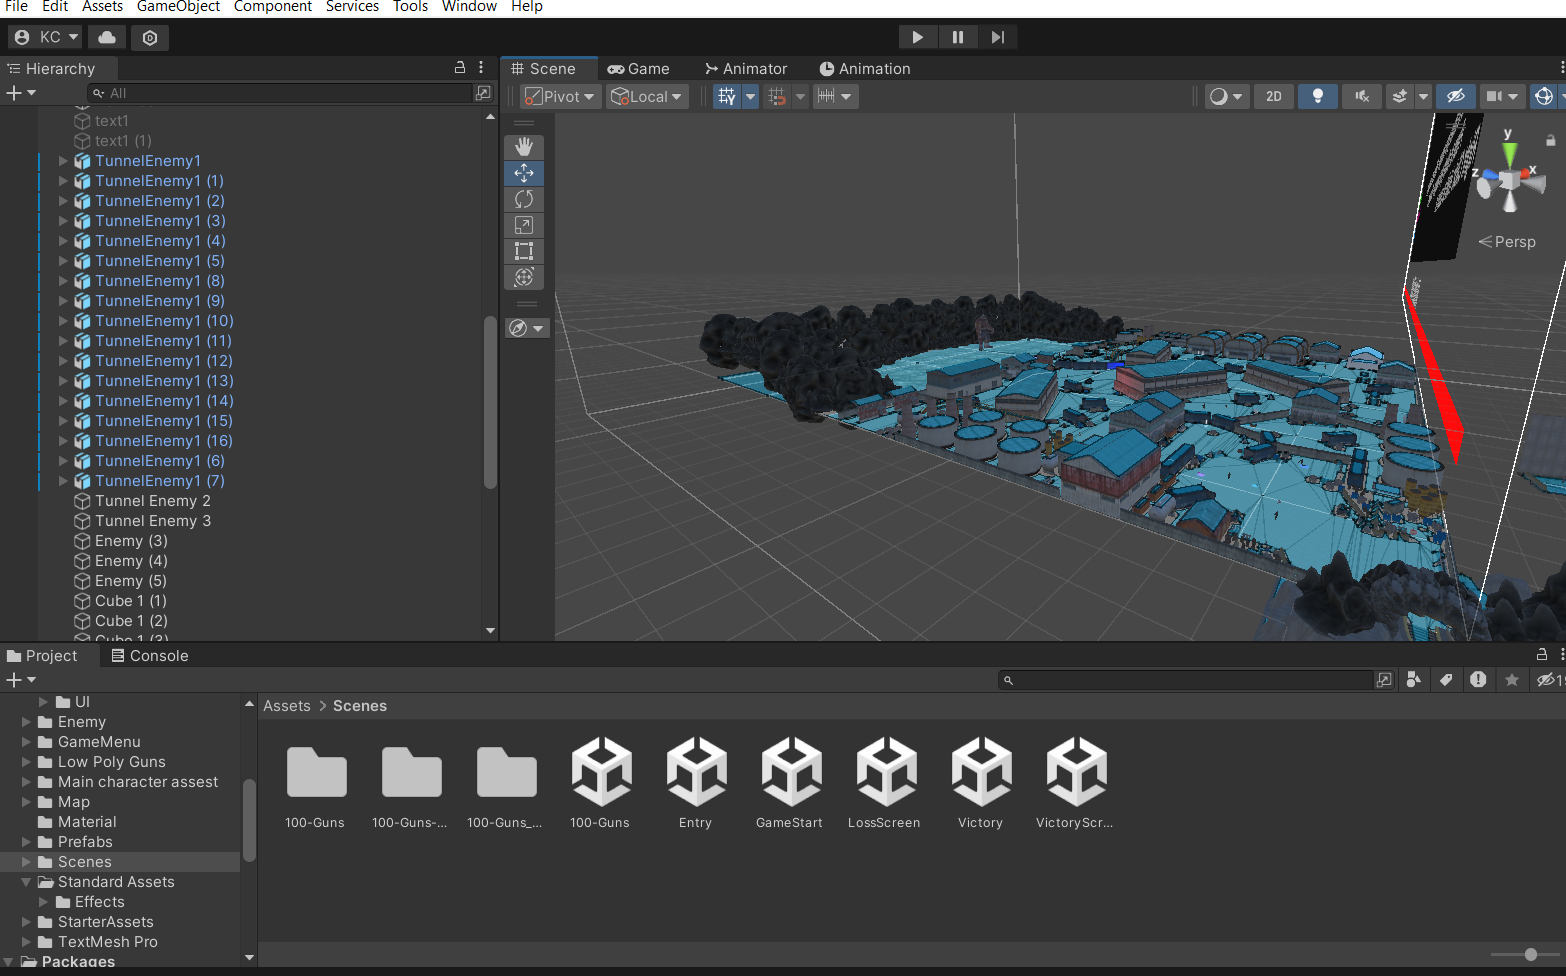 File Edit Assets GameObject Component Services Tools Window Help
KC
Hierarchy
All
text1
text1 (1)
TunnelEnemy1
TunnelEnemy1 (1)
TunnelEnemy1 (2)
TunnelEnemy1 (3)
TunnelEnemy1 (4)
TunnelEnemy1 (5)
TunnelEnemy1 (8)
TunnelEnemy1 (9)
TunnelEnemy1 (10)
TunnelEnemy1 (11)
TunnelEnemy1 (12)
TunnelEnemy1 (13)
TunnelEnemy1 (14)
TunnelEnemy1 (15)
TunnelEnemy1 (16)
TunnelEnemy1 (6)
TunnelEnemy1 (7)
Tunnel Enemy 2
Tunnel Enemy 3
Enemy (3)
Enemy (4)
Enemy (5)
Cube 1 (1)
Cube 1 (2)
Cube 1 (3)
Scene Game Animator Animation
Pivot Local 2D
y
z x
Persp
Project Console
UI
Enemy
GameMenu
Low Poly Guns
Main character assest
Map
Material
Prefabs
Scenes
Standard Assets
Effects
StarterAssets
TextMesh Pro
Packages
Assets > Scenes
100-Guns 100-Guns-... 100-Guns_... 100-Guns Entry GameStart LossScreen Victory VictoryScr...